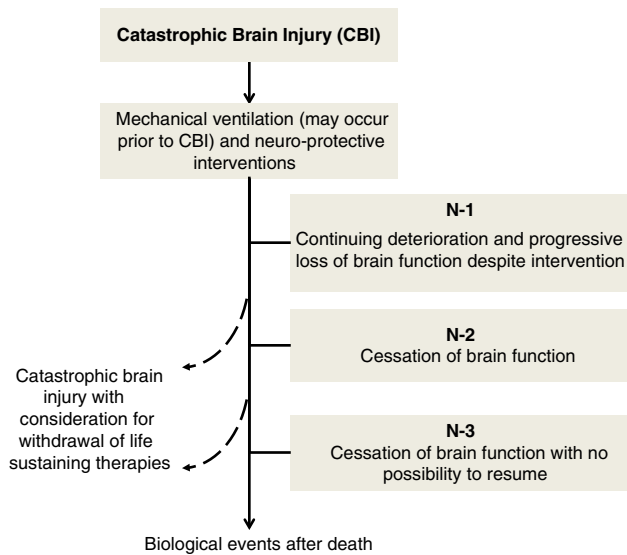 Catastrophic Brain Injury (CBI)
Mechanical ventilation (may occur
prior to CBI) and neuro-protective
interventions
N-1
Continuing deterioration and progressive
loss of brain function despite intervention
N-2
Cessation of brain function
Catastrophic brain
injury with
consideration for
withdrawal of life
sustaining therapies
N-3
Cessation of brain function with no
possibility to resume
Biological events after death